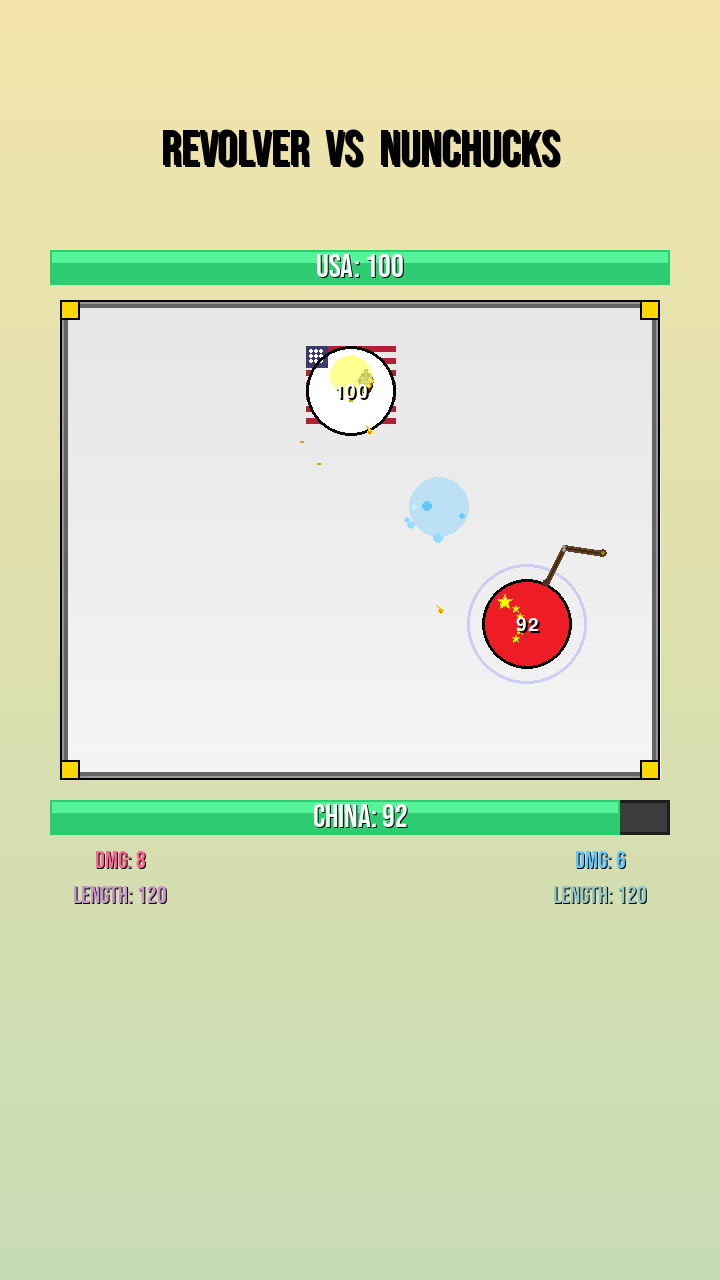 REVOLVER VS NUNCHUCKS
USA: 100
100
92
CHINA: 92
DMG: 8
DMG: 6
LENGTH: 120
LENGTH: 120